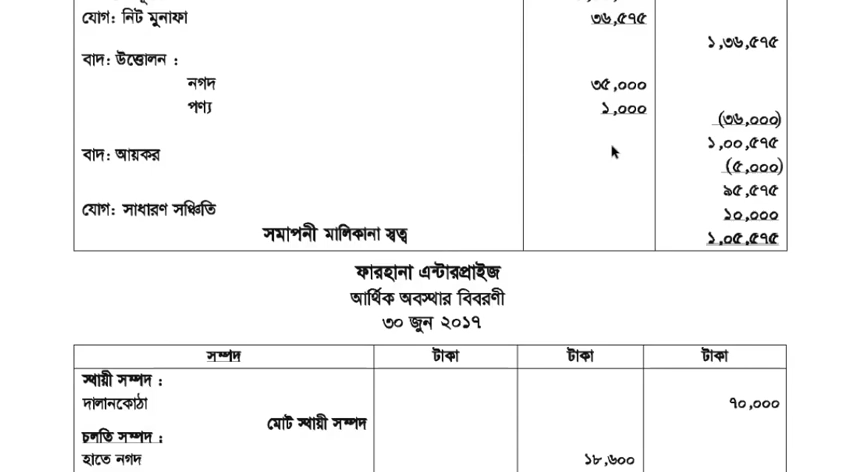 যোগ: নিট মুনাফা ৩৬,৫৭৫
১,৩৬,৫৭৫
বাদ: উত্তোলন :
নগদ ৩৫,০০০
পণ্য ১,০০০
(৩৬,০০০)
১,০০,৫৭৫
বাদ: আয়কর
(৫,০০০)
৯৫,৫৭৫
যোগ: সাধারণ সঞ্চিতি ১০,০০০
সমাপনী মালিকানা স্বত্ব ১,০৫,৫৭৫
ফারহানা এন্টারপ্রাইজ
আর্থিক অবস্থার বিবরণী
৩০ জুন ২০১৭
সম্পদ টাকা টাকা টাকা
স্থায়ী সম্পদ :
দালানকোঠা ৭০,০০০
মোট স্থায়ী সম্পদ
চলতি সম্পদ :
হাতে নগদ ১৮,৬০০